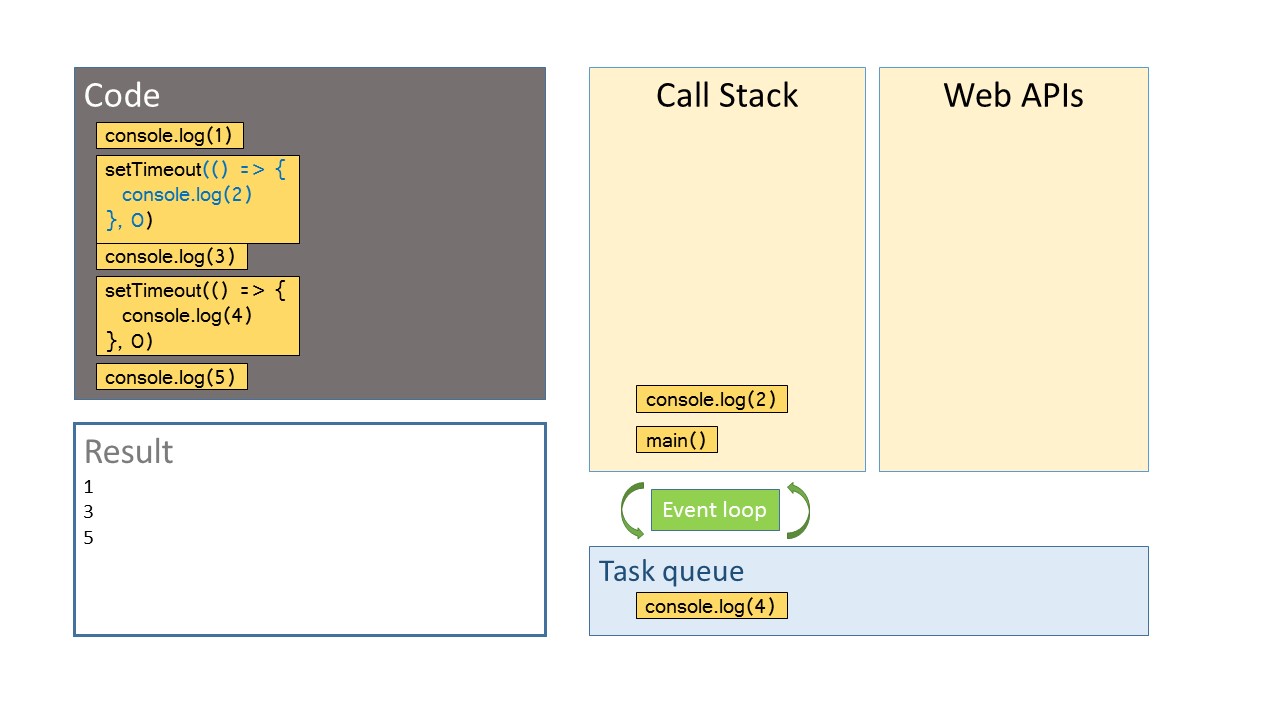 Code
console.log(1)
setTimeout(() => {
console.log(2)
}, 0)
console.log(3)
setTimeout(() => {
console.log(4)
}, 0)
console.log(5)
Result
1
3
5
Call Stack
console.log(2)
main()
Web APIs
Event loop
Task queue
console.log(4)